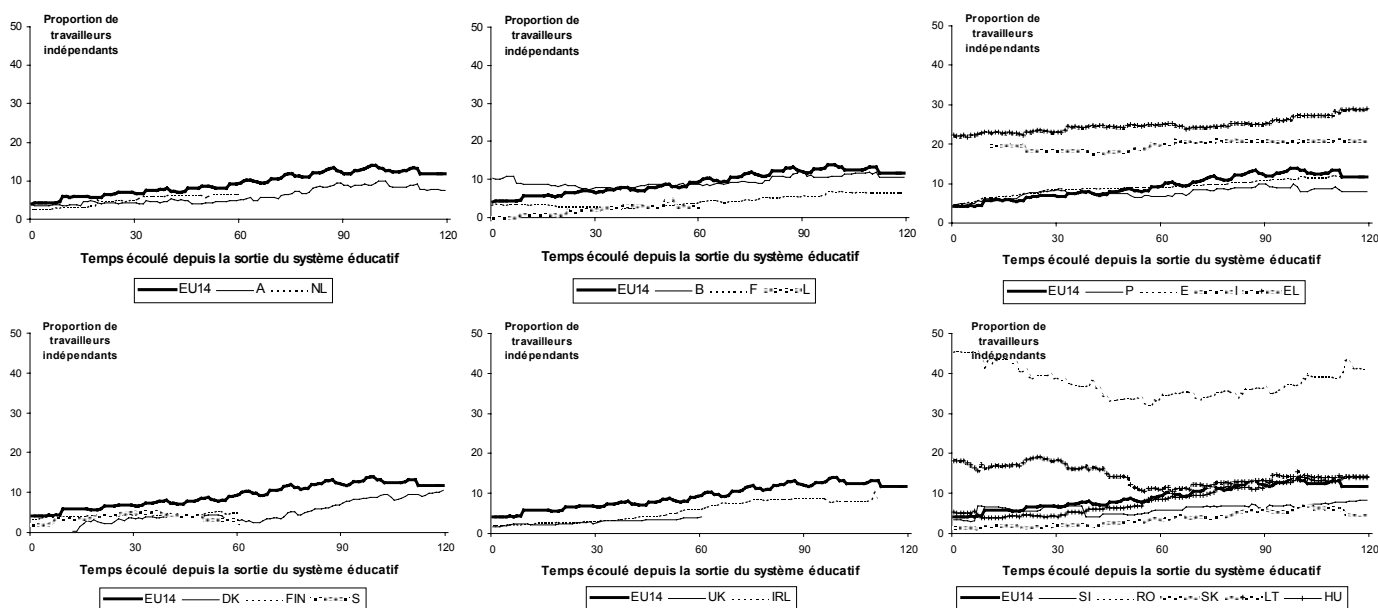 Proportion de
travailleurs
indépendants
50
40
30
20
10
0
0 30 60 90 120
Temps écoulé depuis la sortie du système éducatif
EU14 A NL
Proportion de
travailleurs
indépendants
50
40
30
20
10
0
0 30 60 90 120
Temps écoulé depuis la sortie du système éducatif
EU14 B F L
Proportion de
travailleurs
indépendants
50
40
30
20
10
0
0 30 60 90 120
Temps écoulé depuis la sortie du système éducatif
EU14 P E I EL
Proportion de
travailleurs
indépendants
50
40
30
20
10
0
0 30 60 90 120
Temps écoulé depuis la sortie du système éducatif
EU14 DK FIN S
Proportion de
travailleurs
indépendants
50
40
30
20
10
0
0 30 60 90 120
Temps écoulé depuis la sortie du système éducatif
EU14 UK IRL
Proportion de
travailleurs
indépendants
50
40
30
20
10
0
0 30 60 90 120
Temps écoulé depuis la sortie du système éducatif
EU14 SI RO SK LT HU